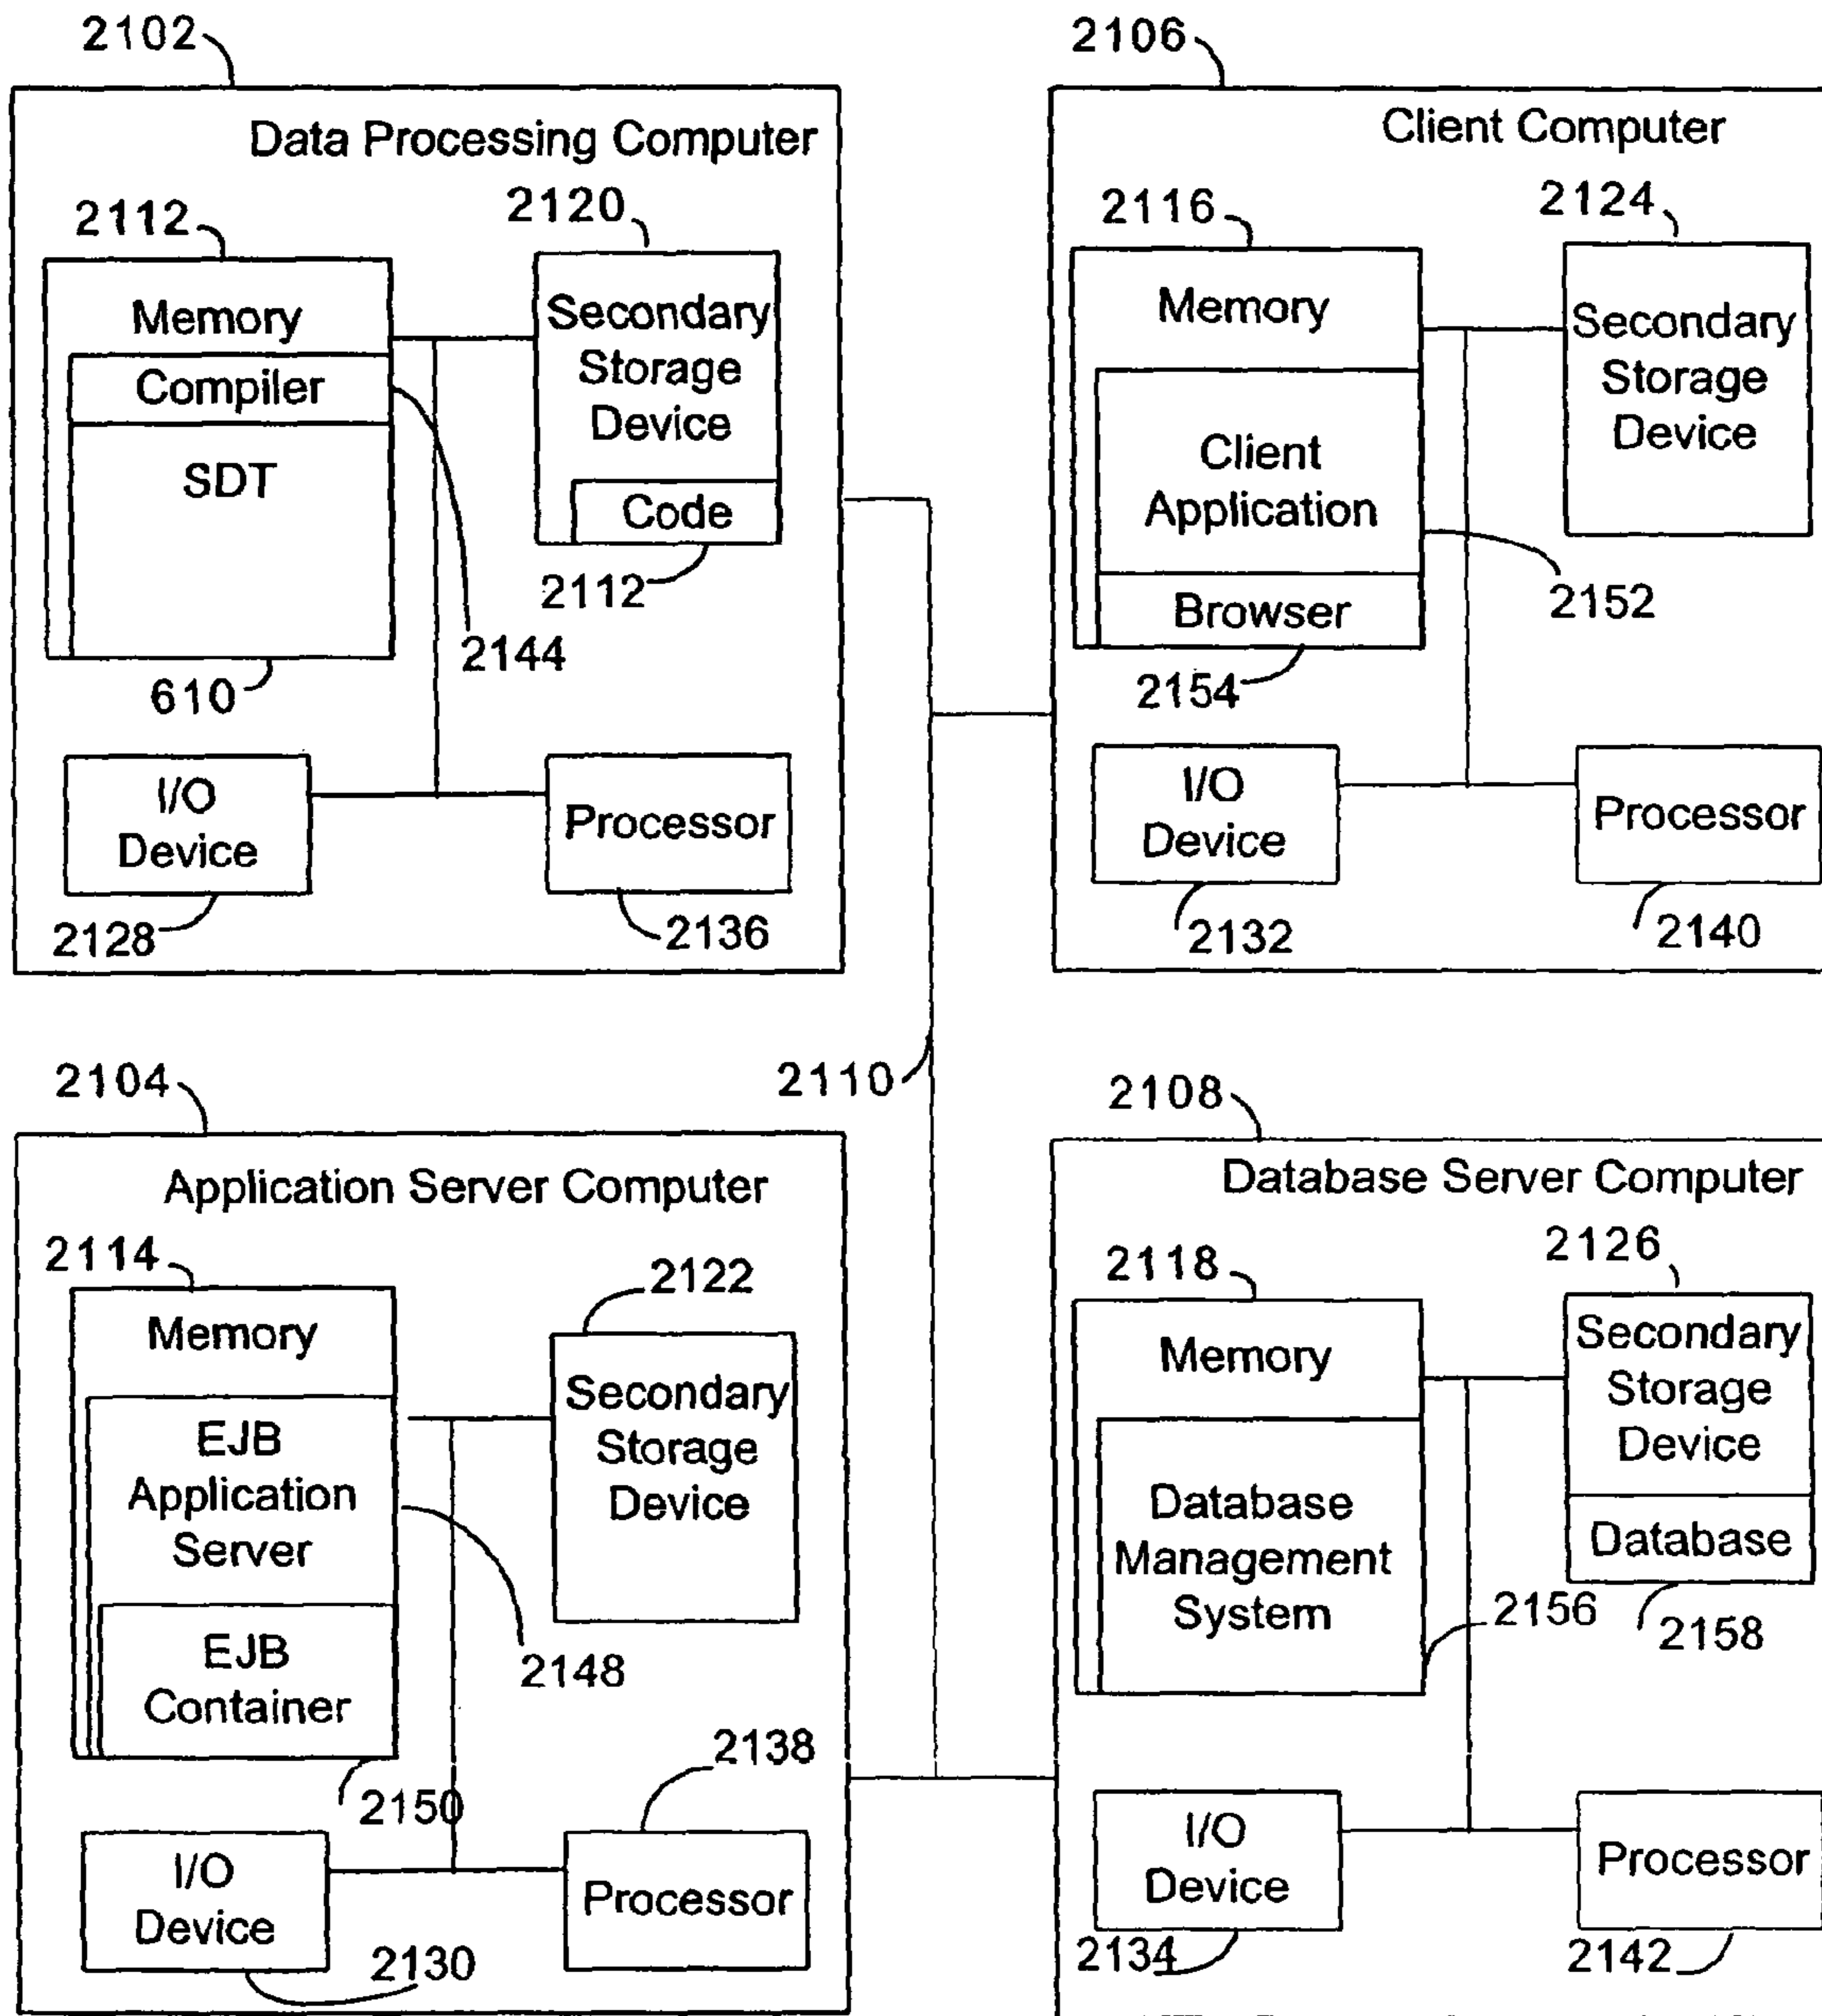 2102
Data Processing Computer
2112
2120
Memory
Compiler
SDT
Secondary
Storage
Device
Code
2112
2144
610
I/O
Device
Processor
2128
2136
2106
Client Computer
2116
2124
Memory
Client
Application
Browser
Secondary
Storage
Device
2152
2154
I/O
Device
Processor
2132
2140
2110
2104
Application Server Computer
2114
2122
Memory
EJB
Application
Server
EJB
Container
Secondary
Storage
Device
2148
2150
2138
I/O
Device
Processor
2130
2108
Database Server Computer
2118
2126
Memory
Database
Management
System
Secondary
Storage
Device
Database
2156
2158
I/O
Device
Processor
2134
2142